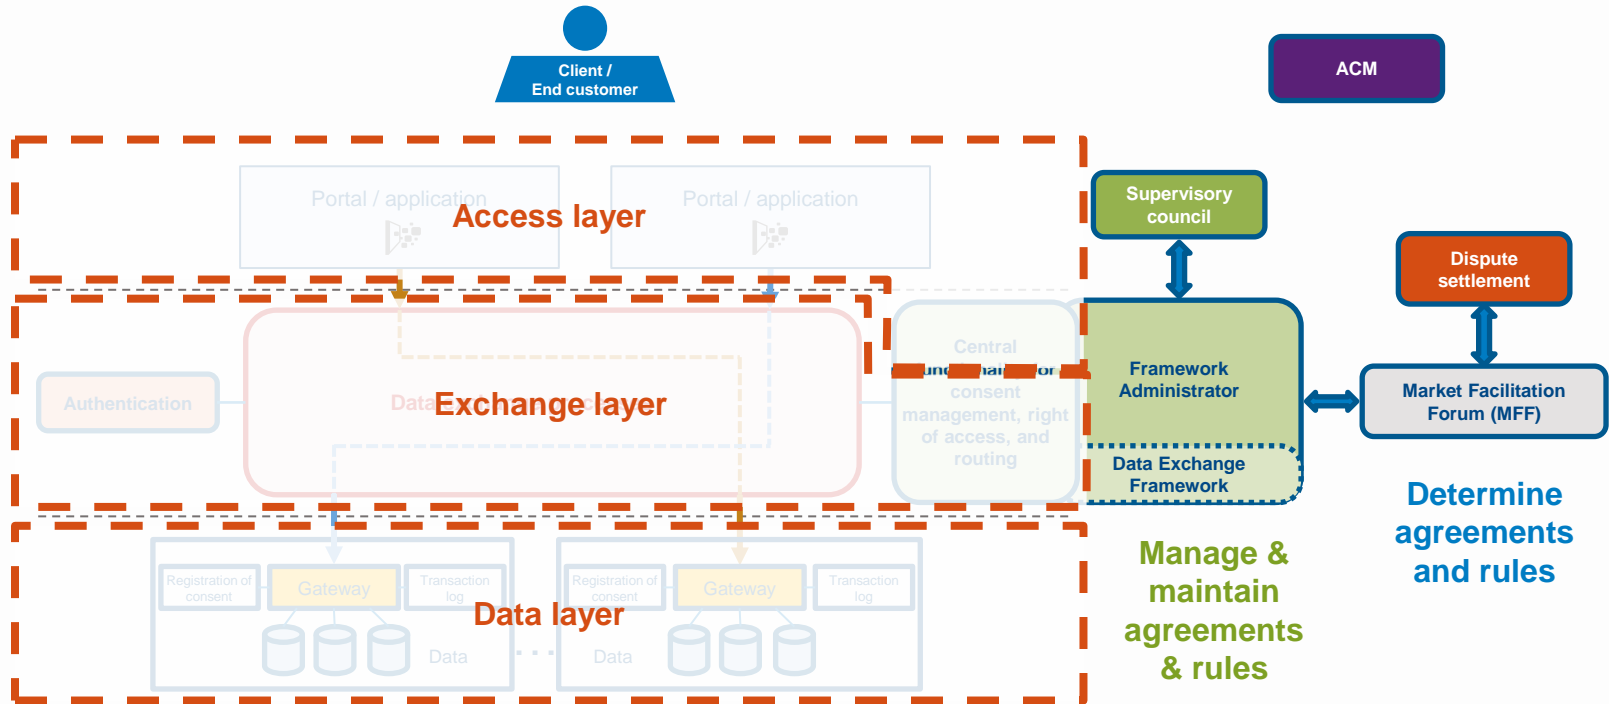 Client /
End customer
ACM
Portal / application
Portal / application
Access layer
Supervisory
council
Dispute
settlement
Authentication
Exchange layer
Central
consent
management, right
of access, and
routing
Framework
Administrator
Data Exchange
Framework
Market Facilitation
Forum (MFF)
Determine
agreements
and rules
Manage &
maintain
agreements
& rules
Registration of
consent
Gateway
Transaction
log
Data
Registration of
consent
Gateway
Transaction
log
Data
Data layer